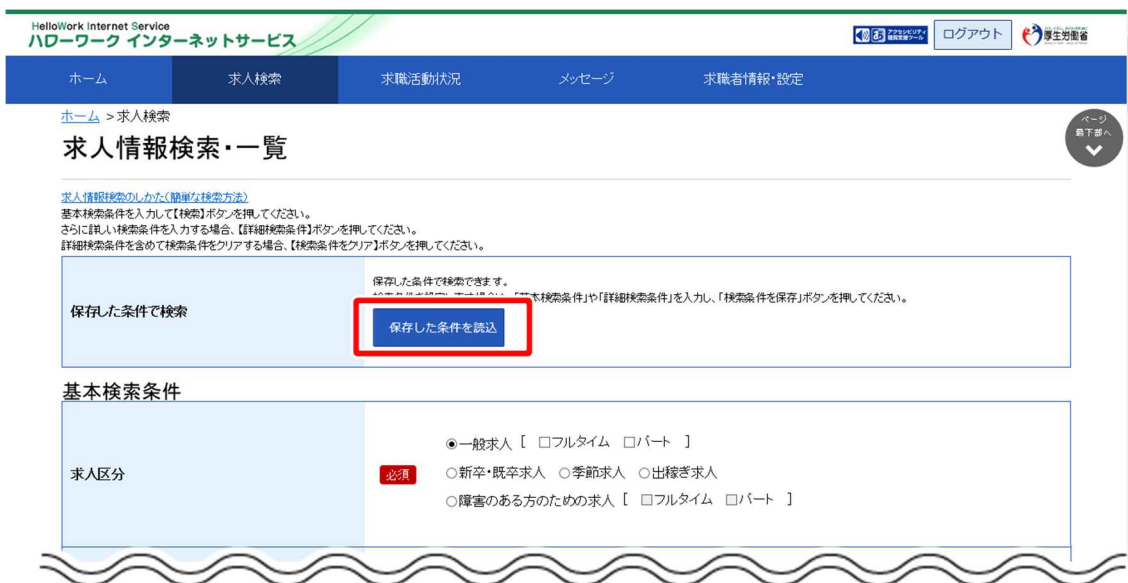 HelloWork Internet Service
ハローワーク インターネットサービス
アクセシビリティ
閲覧支援ツール
ログアウト
厚生労働省
ホーム 求人検索 求職活動状況 メッセージ 求職者情報・設定
ホーム >求人検索
ページ
最下部へ
求人情報検索・一覧
求人情報検索のしかた(簡単な検索方法)
基本検索条件を入力して【検索】ボタンを押してください。
さらに詳しい検索条件を入力する場合、【詳細検索条件】ボタンを押してください。
詳細検索条件を含めて検索条件をクリアする場合、【検索条件をクリア】ボタンを押してください。
保存した条件で検索できます。
「基本検索条件」や「詳細検索条件」を入力し、「検索条件を保存」ボタンを押してください。
保存した条件で検索
保存した条件を読込
基本検索条件
求人区分
必須
一般求人 [ フルタイム パート ]
新卒・既卒求人 季節求人 出稼ぎ求人
障害のある方のための求人 [ フルタイム パート ]